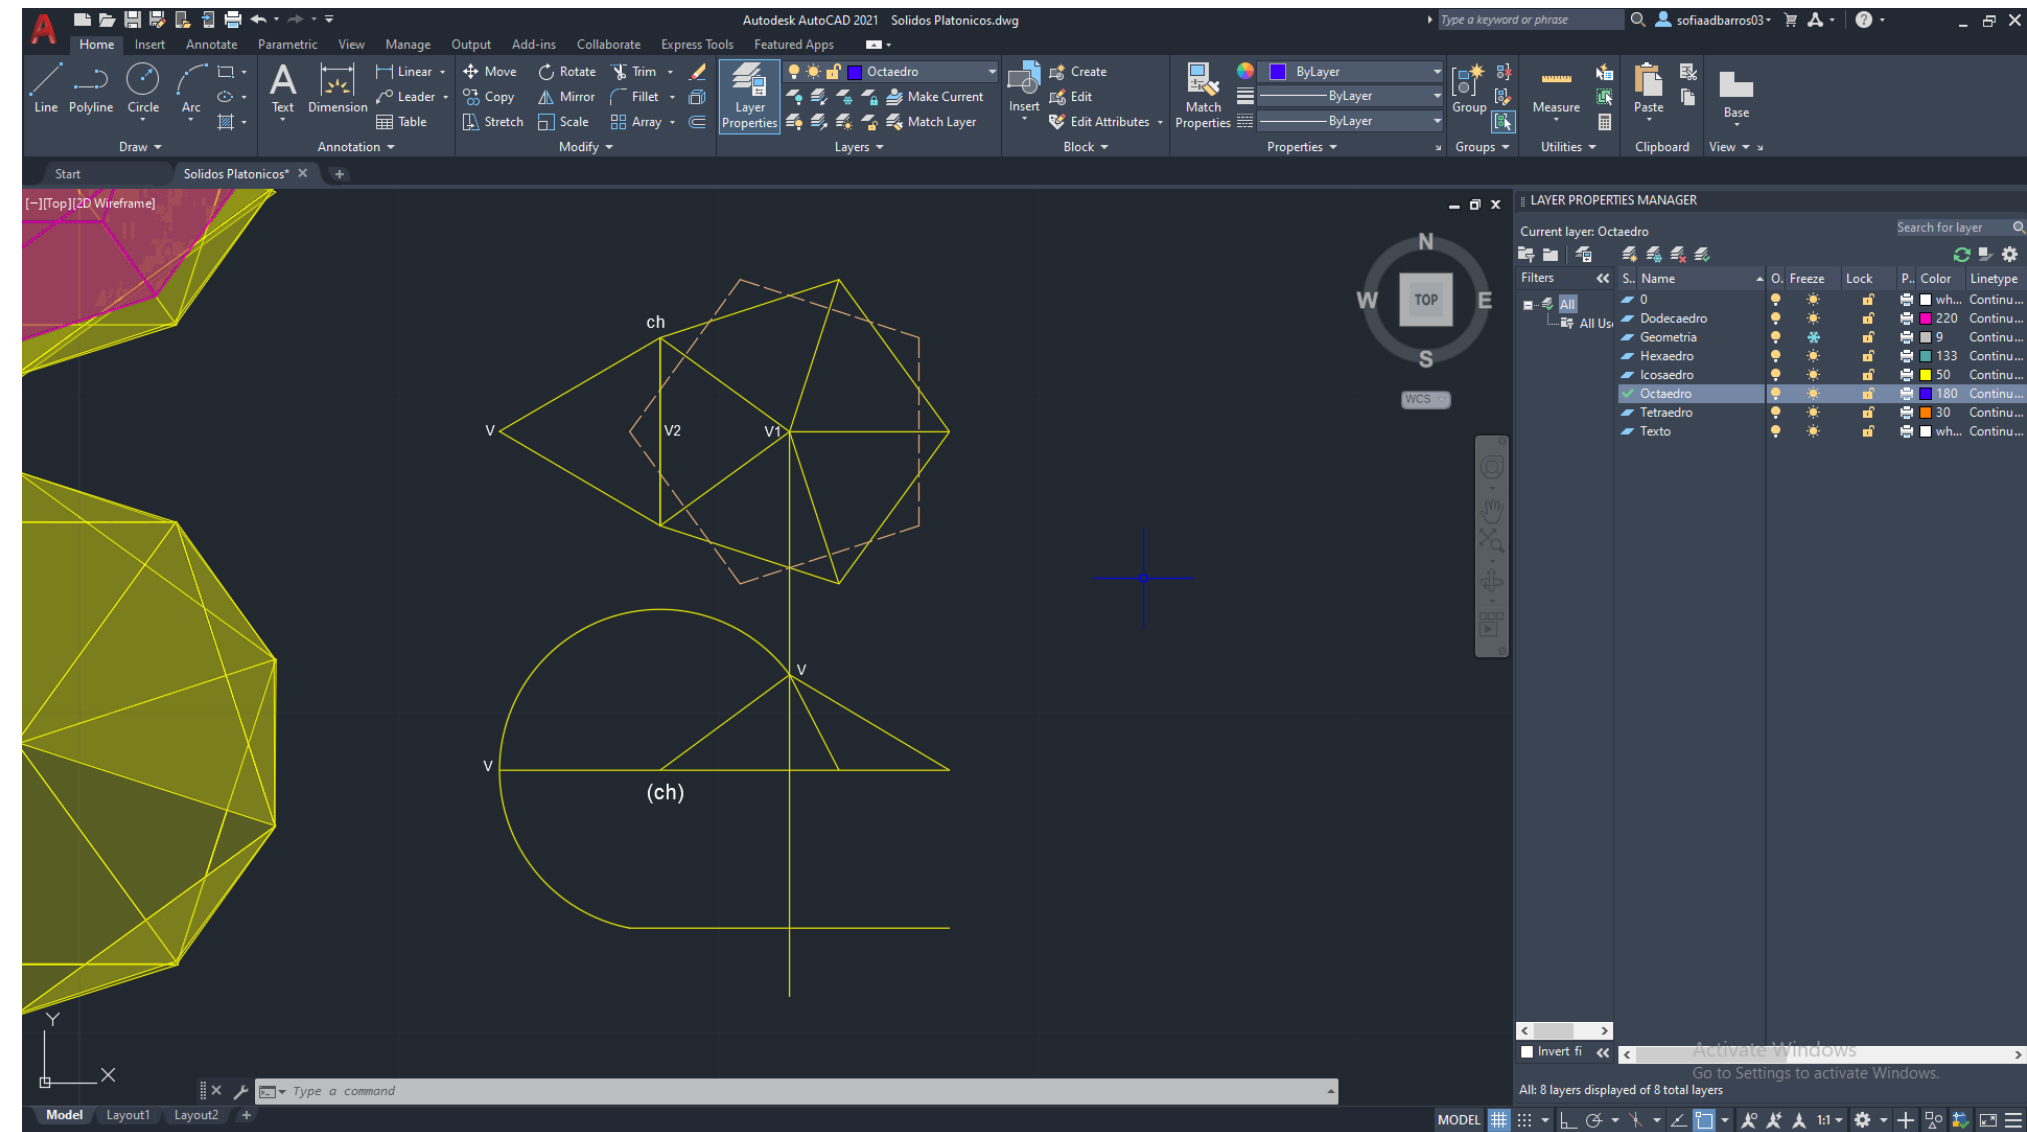 Autodesk AutoCAD 2021 Solidos Platonicos.dwg
Type a keyword or phrase
sofiaadbarros03
Home Insert Annotate Parametric View Manage Output Add-ins Collaborate Express Tools Featured Apps
Line Polyline Circle Arc
Draw
Text Dimension
Linear
Leader
Table
Annotation
Move Rotate Trim
Copy Mirror Fillet
Stretch Scale Array
Modify
Layer Properties
Octaedro
Make Current
Match Layer
Layers
Insert
Create
Edit
Edit Attributes
Block
Match Properties
ByLayer
ByLayer
ByLayer
Properties
Group
Groups
Measure
Utilities
Paste
Clipboard
Base
View
Start Solidos Platonicos*
[−][Top][2D Wireframe]
ch
V
V2
V1
V
V
(ch)
N
W TOP E
S
WCS
LAYER PROPERTIES MANAGER
Current layer: Octaedro
Search for layer
Filters
All
All Us
S.. Name O. Freeze Lock P.. Color Linetype
0 wh... Continu...
Dodecaedro 220 Continu...
Geometria 9 Continu...
Hexaedro 133 Continu...
Icosaedro 50 Continu...
Octaedro 180 Continu...
Tetraedro 30 Continu...
Texto wh... Continu...
Invert fi
All: 8 layers displayed of 8 total layers
Activate Windows
Go to Settings to activate Windows.
Y
X
Type a command
Model Layout1 Layout2
MODEL 1:1